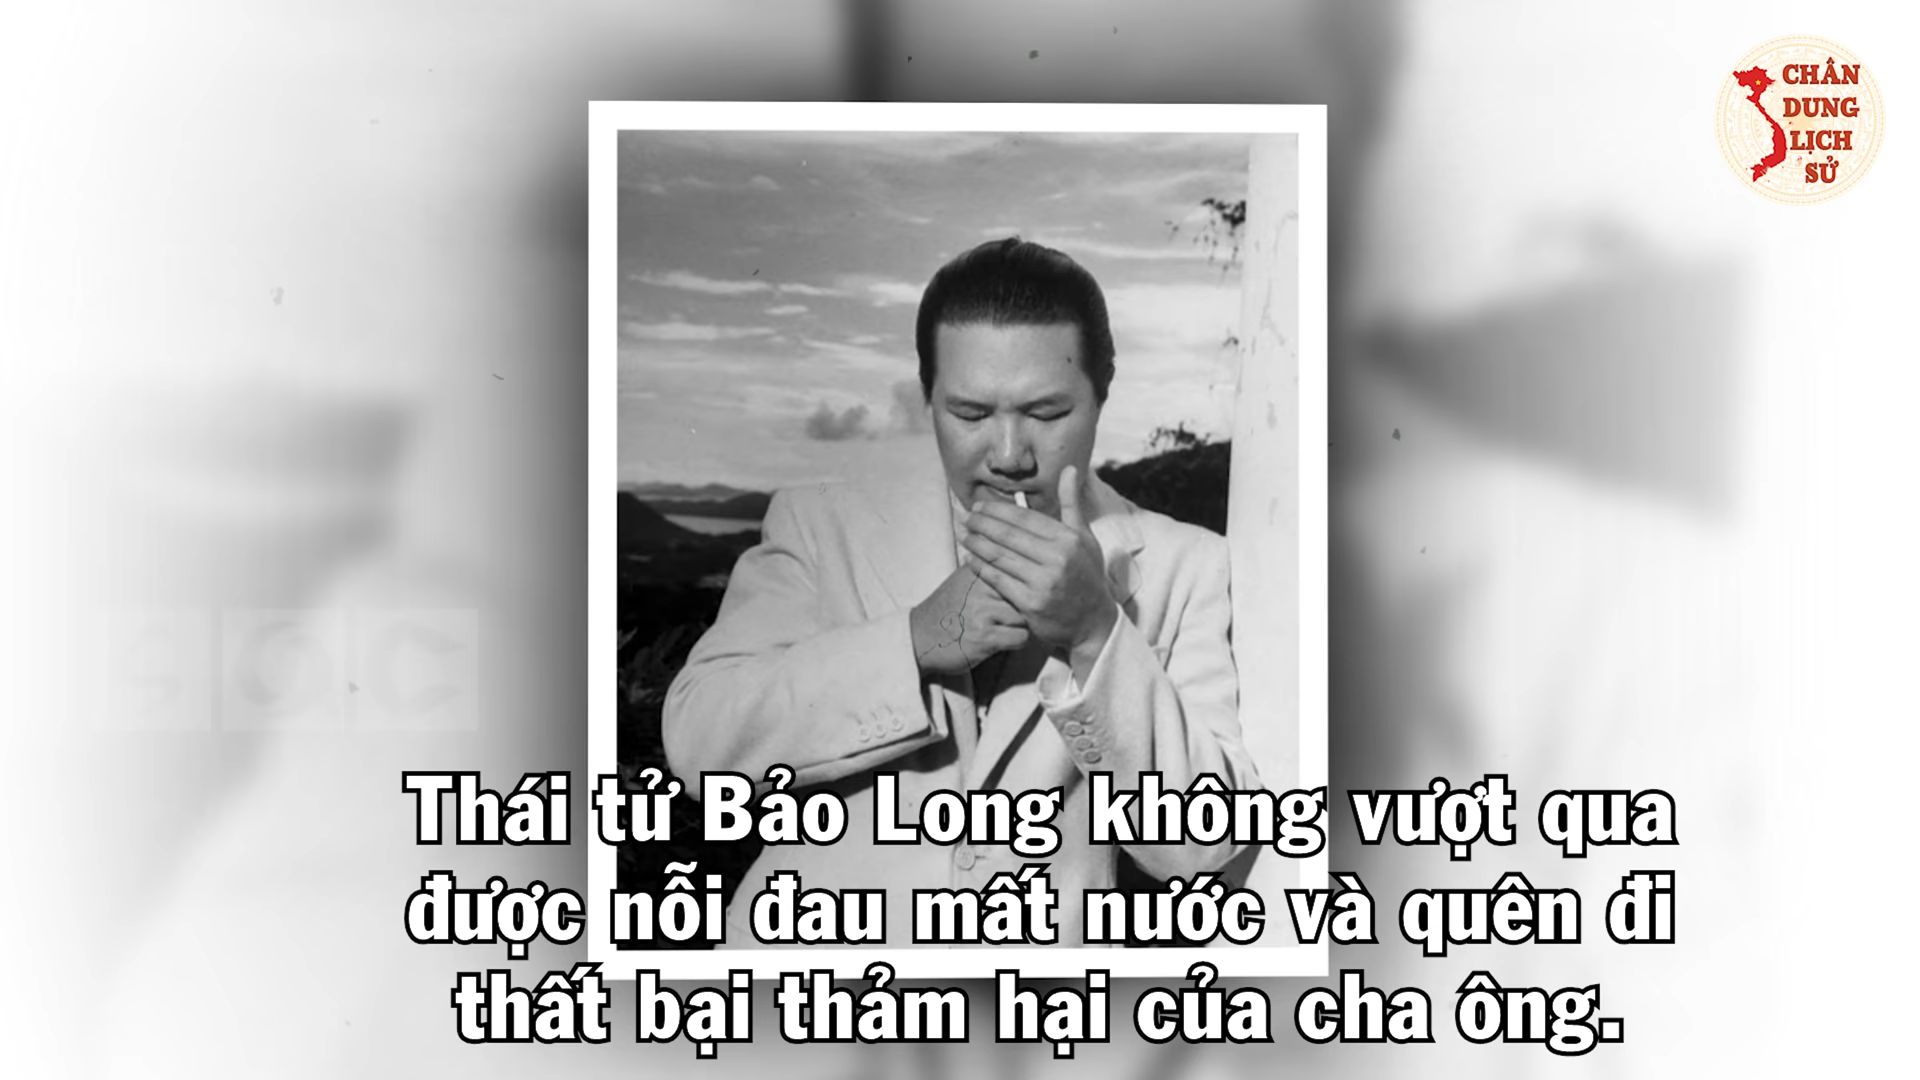 CHÂN
DUNG
LỊCH
SỬ
Thái tử Bảo Long không vượt qua
được nỗi đau mất nước và quên đi
thất bại thảm hại của cha ông.